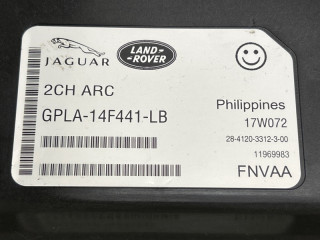 JAGUAR
LAND-
ROVER
2CH ARC
GPLA-14F441-LB
Philippines
17W072
28-4120-3312-3-00
11969983
FNVAA